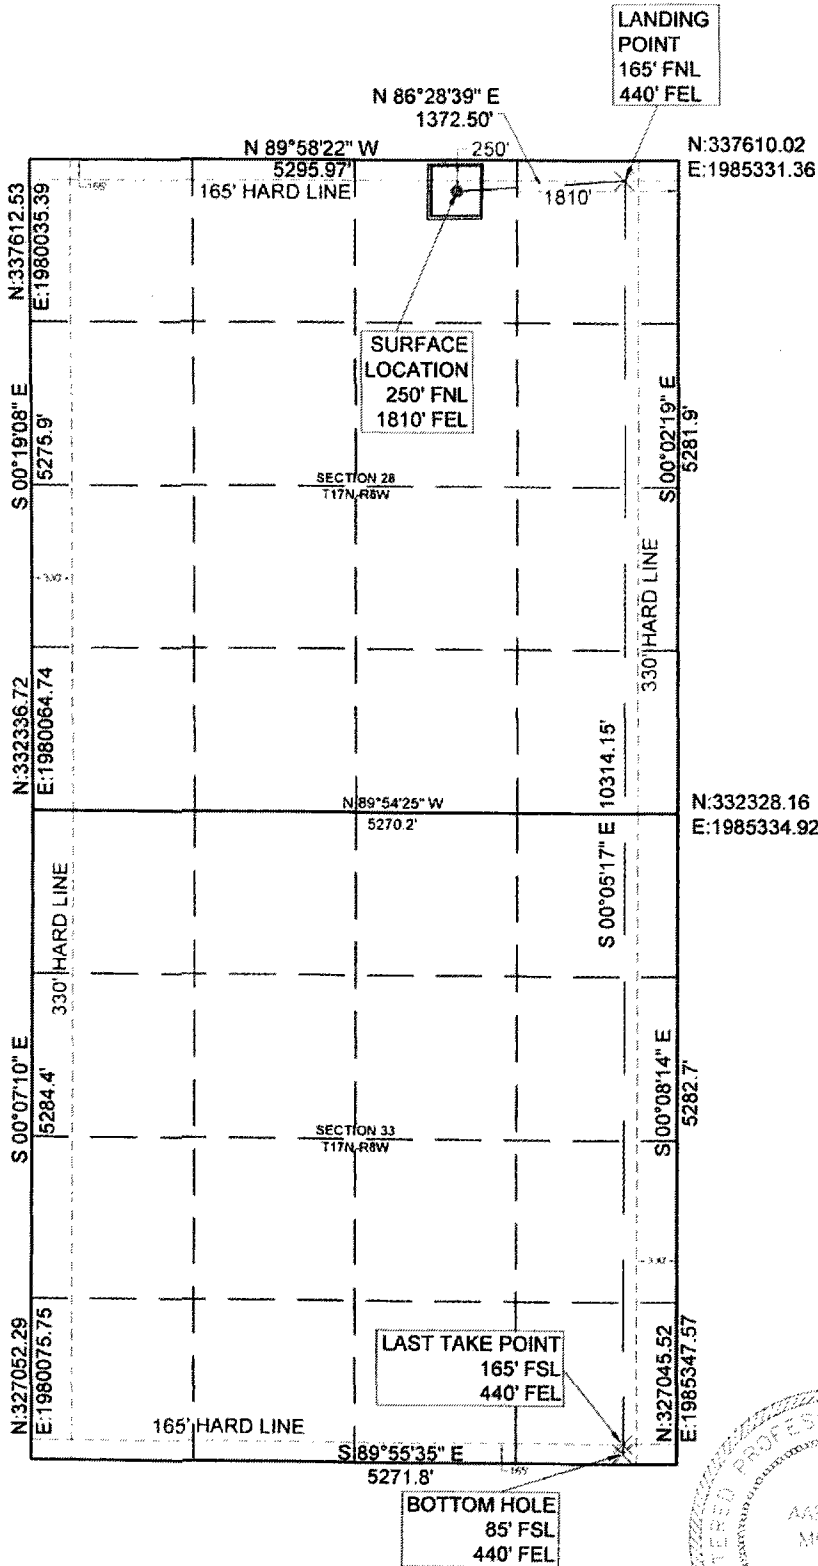 LANDING
POINT
165' FNL
440' FEL
N 86°28'39" E
1372.50'
N 89°58'22" W
5295.97'
250'
N:337610.02
E:1985331.36
165'
165' HARD LINE
1810'
N:337612.53
E:1980035.39
SURFACE
LOCATION
250' FNL
1810' FEL
S 00°19'08" E
5275.9'
S 00°02'19" E
5281.9'
SECTION 28
T17N-R8W
330'
330' HARD LINE
N:332336.72
E:1980064.74
N 89°54'25" W
5270.2'
S 00°05'17" E 10314.15'
N:332328.16
E:1985334.92
330' HARD LINE
S 00°07'10" E
5284.4'
S 00°08'14" E
5282.7'
SECTION 33
T17N-R8W
330'
LAST TAKE POINT
165' FSL
440' FEL
N:327052.29
E:1980075.75
N:327045.52
E:1985347.57
165' HARD LINE
S 89°55'35" E
5271.8'
165'
BOTTOM HOLE
85' FSL
440' FEL